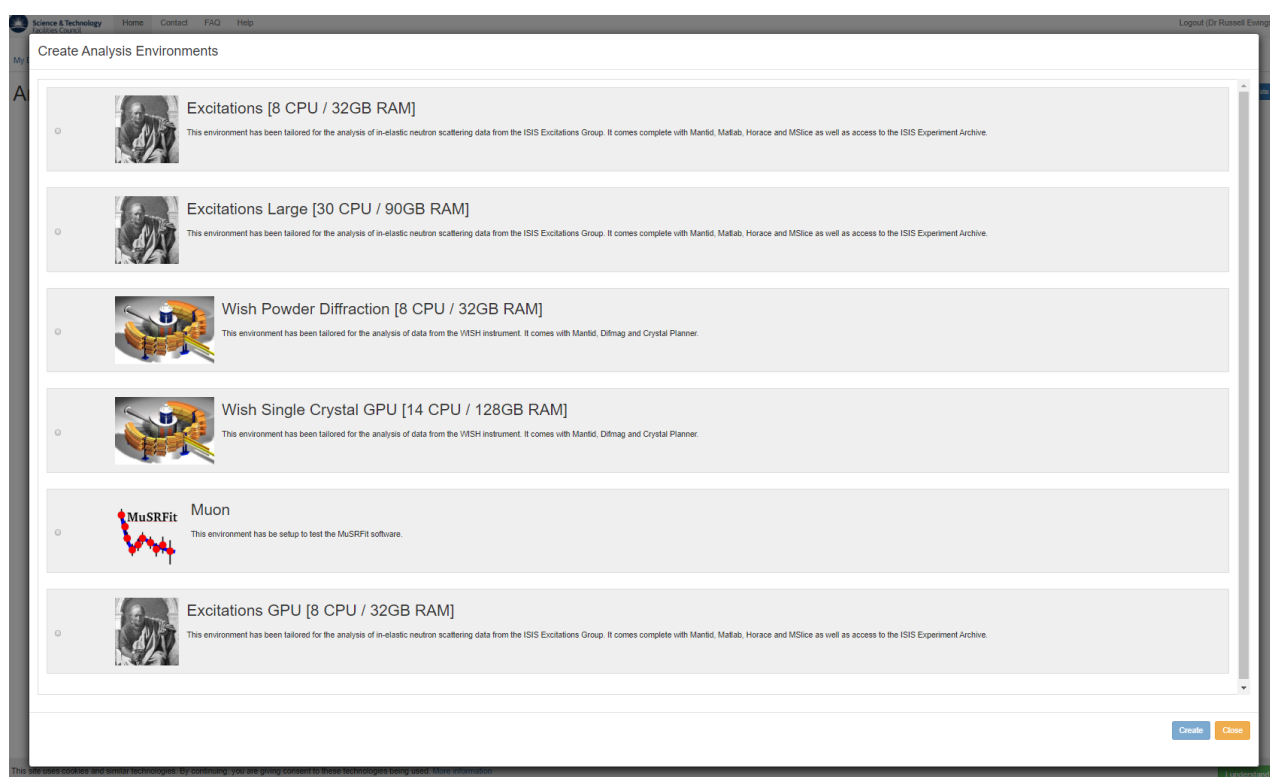 Science & Technology Home Contact FAQ Help Logout (Dr Russell Ewings
Facilities Council
Create Analysis Environments
My
Excitations [8 CPU / 32GB RAM]
This environment has been tailored for the analysis of in-elastic neutron scattering data from the ISIS Excitations Group. It comes complete with Mantid, Matlab, Horace and MSlice as well as access to the ISIS Experiment Archive.
Excitations Large [30 CPU / 90GB RAM]
This environment has been tailored for the analysis of in-elastic neutron scattering data from the ISIS Excitations Group. It comes complete with Mantid, Matlab, Horace and MSlice as well as access to the ISIS Experiment Archive.
Wish Powder Diffraction [8 CPU / 32GB RAM]
This environment has been tailored for the analysis of data from the WISH instrument. It comes with Mantid, Difmag and Crystal Planner.
Wish Single Crystal GPU [14 CPU / 128GB RAM]
This environment has been tailored for the analysis of data from the WISH instrument. It comes with Mantid, Difmag and Crystal Planner.
MuSRFit
Muon
This environment has be setup to test the MuSRFit software.
Excitations GPU [8 CPU / 32GB RAM]
This environment has been tailored for the analysis of in-elastic neutron scattering data from the ISIS Excitations Group. It comes complete with Mantid, Matlab, Horace and MSlice as well as access to the ISIS Experiment Archive.
Create Close
This site uses cookies and similar technologies. By continuing, you are giving consent to these technologies being used. More information I understand